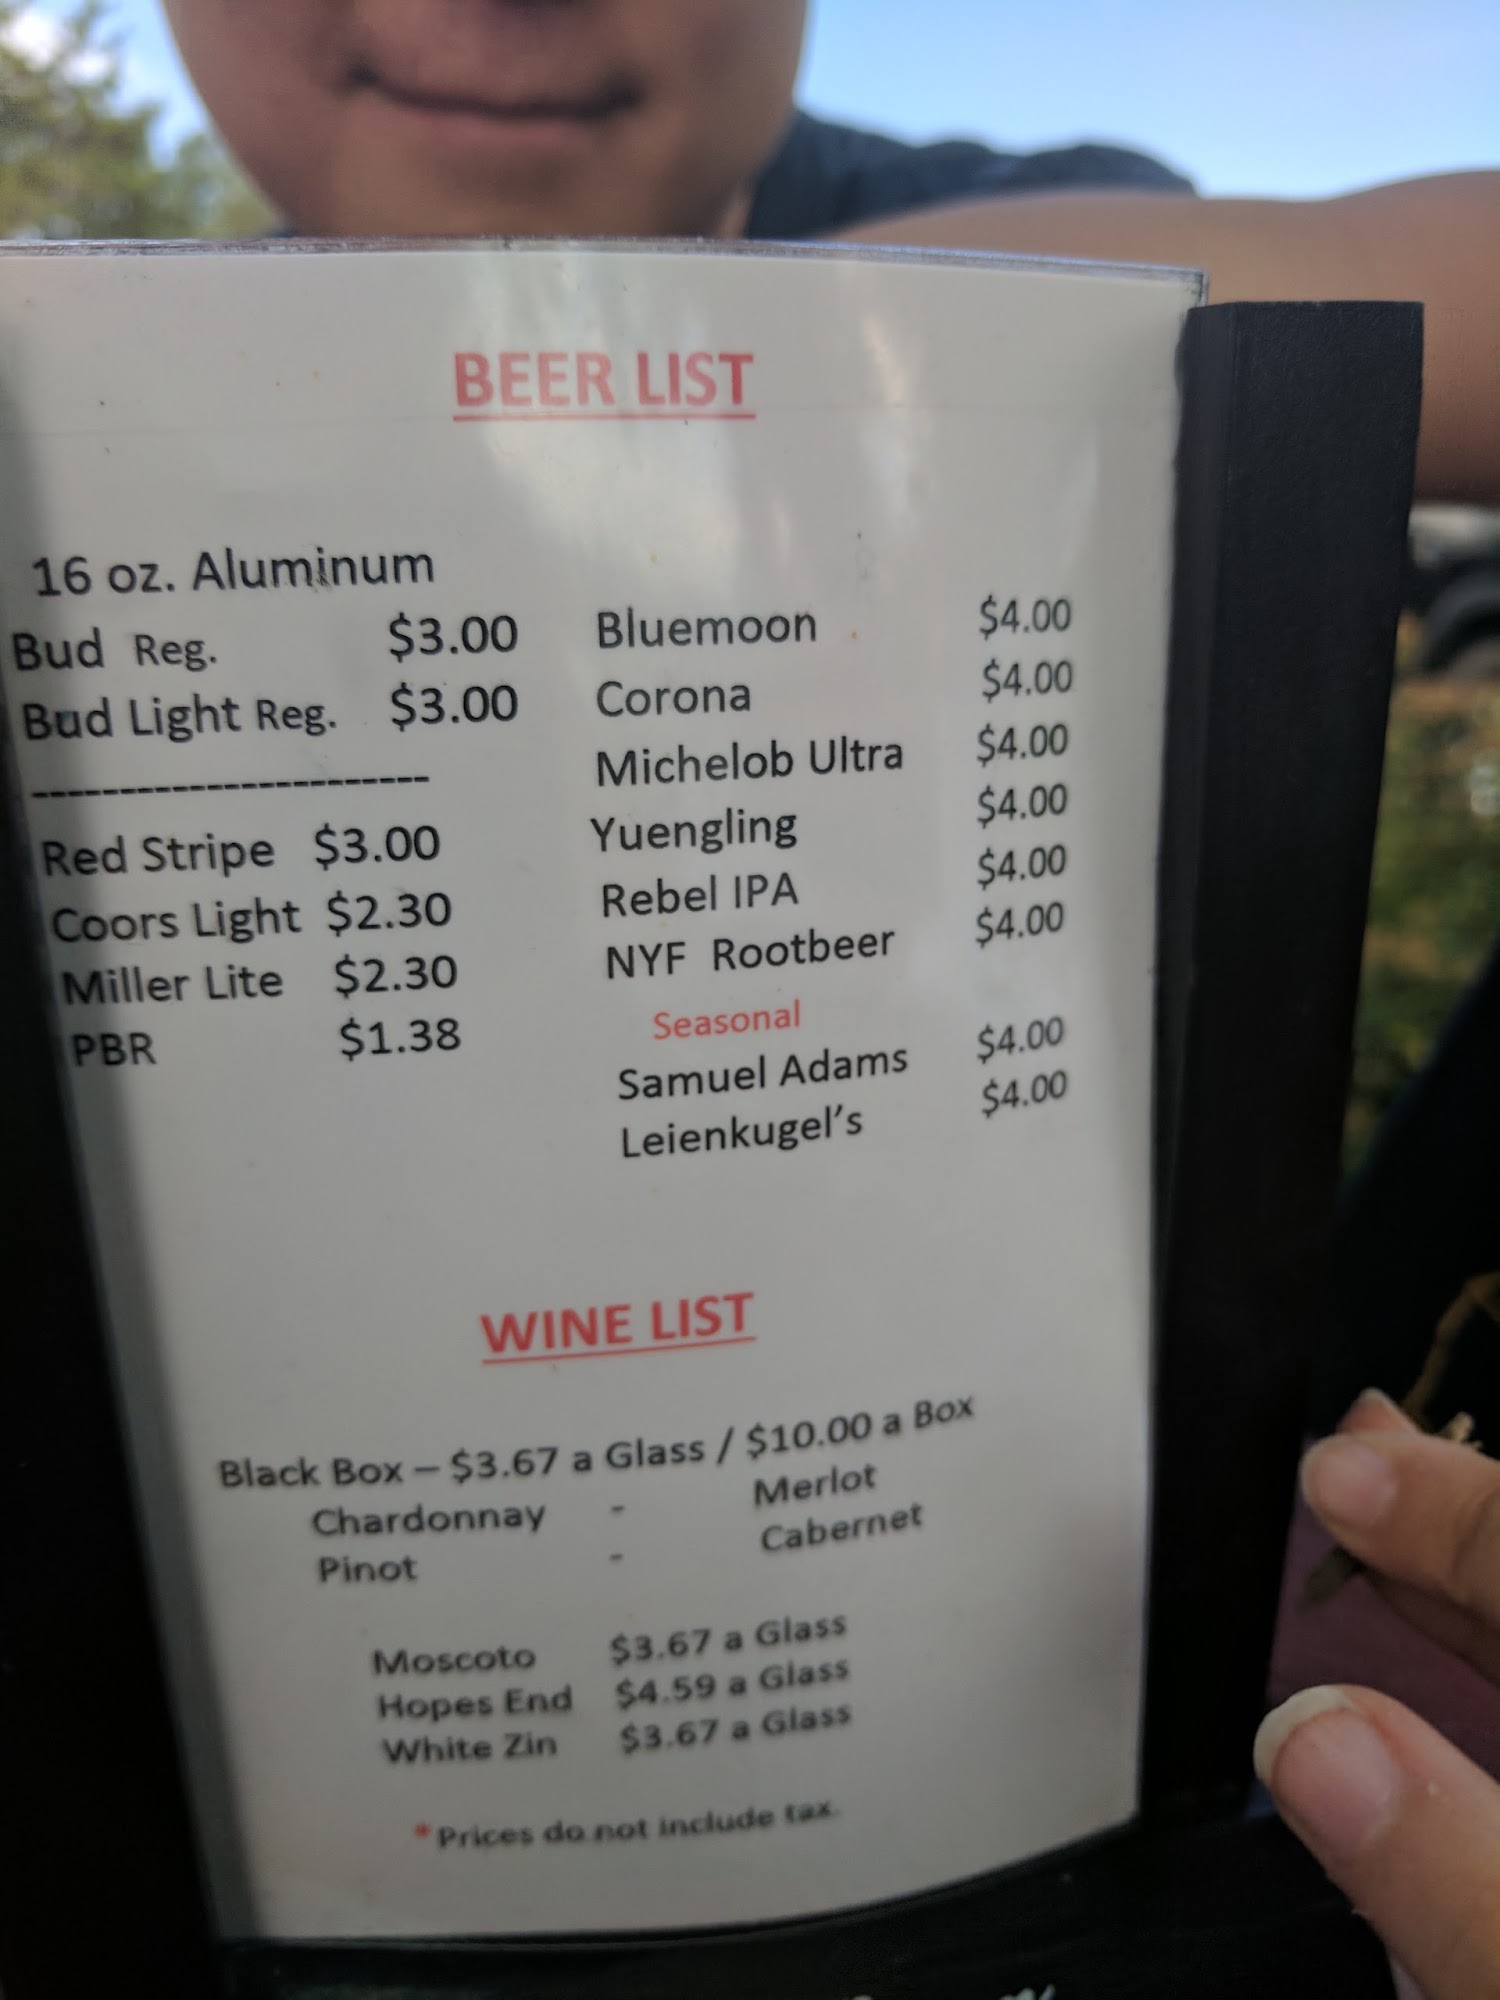 BEER LIST
16 oz. Aluminum
Bud Reg. $3.00
Bud Light Reg. $3.00
----------------------
Red Stripe $3.00
Coors Light $2.30
Miller Lite $2.30
PBR $1.38
Bluemoon $4.00
Corona $4.00
Michelob Ultra $4.00
Yuengling $4.00
Rebel IPA $4.00
NYF Rootbeer $4.00
Seasonal
Samuel Adams $4.00
Leienkugel's $4.00
WINE LIST
Black Box – $3.67 a Glass / $10.00 a Box
Chardonnay - Merlot
Pinot - Cabernet
Moscoto $3.67 a Glass
Hopes End $4.59 a Glass
White Zin $3.67 a Glass
*Prices do not include tax.